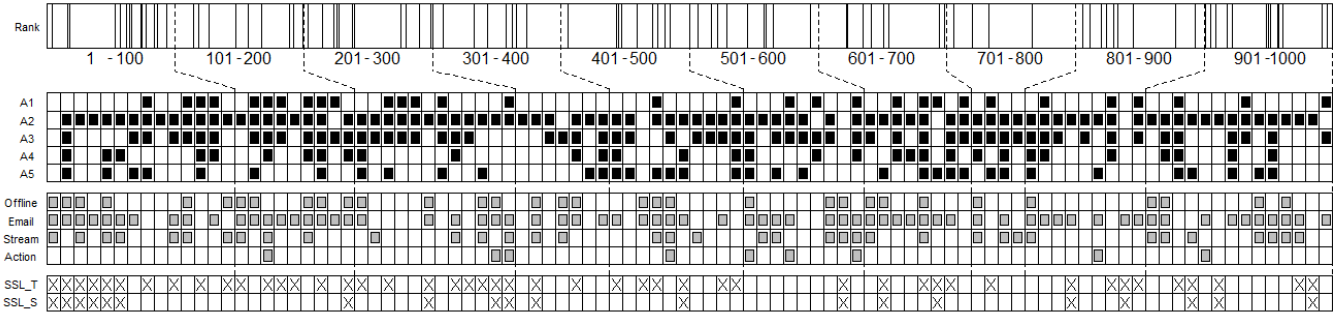 Rank
1 - 100 101 - 200 201 - 300 301 - 400 401 - 500 501 - 600 601 - 700 701 - 800 801 - 900 901 - 1000
A1
A2
A3
A4
A5
Offline
Email
Stream
Action
SSL_T
SSL_S